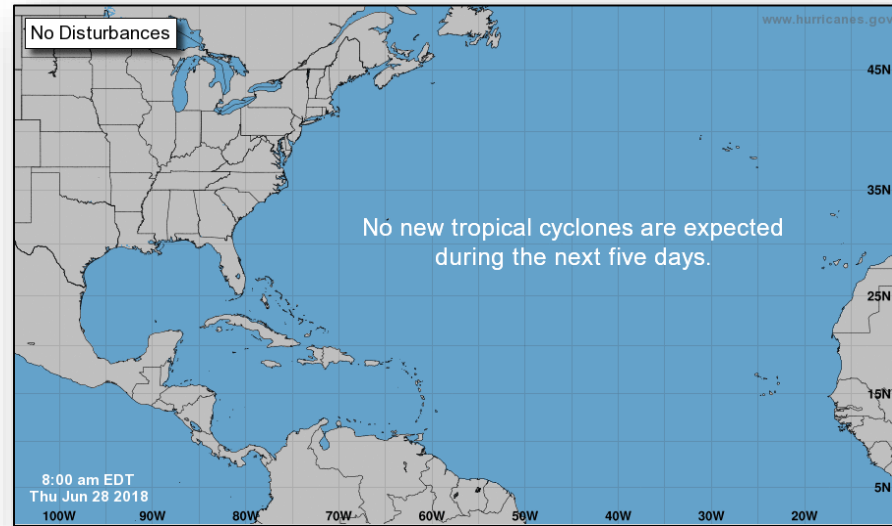 No Disturbances
www.hurricanes.gov
45N
35N
No new tropical cyclones are expected
during the next five days.
25N
15N
8:00 am EDT
Thu Jun 28 2018
5N
100W 90W 80W 70W 60W 50W 40W 30W 20W